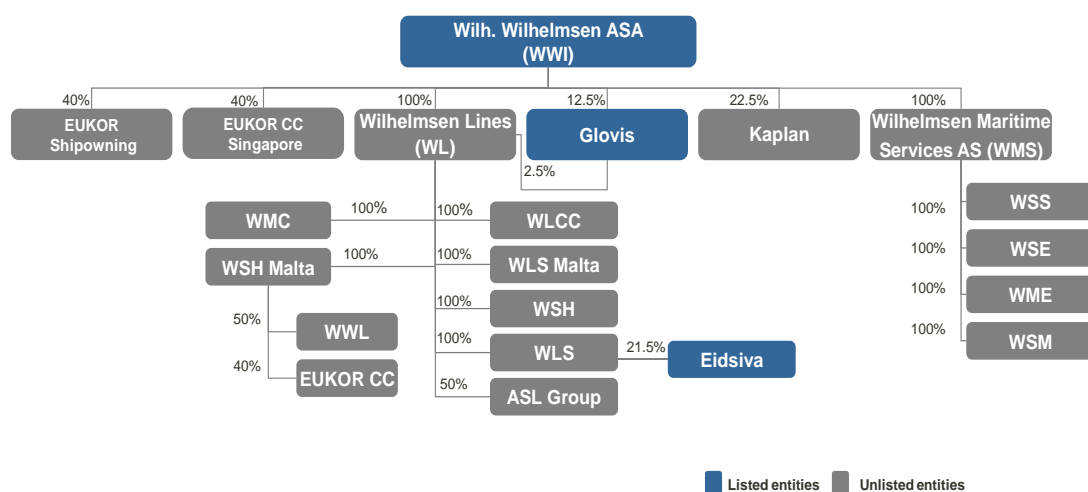 Wilh. Wilhelmsen ASA
(WWI)
40%
40%
100%
12.5%
22.5%
100%
EUKOR
Shipowning
EUKOR CC
Singapore
Wilhelmsen Lines
(WL)
Glovis
Kaplan
Wilhelmsen Maritime
Services AS (WMS)
2.5%
WMC
100%
100%
WLCC
100%
WSS
WSH Malta
100%
100%
WLS Malta
100%
WSE
100%
WSH
100%
WME
50%
WWL
100%
WLS
21.5%
Eidsiva
100%
WSM
40%
EUKOR CC
50%
ASL Group
Listed entities
Unlisted entities